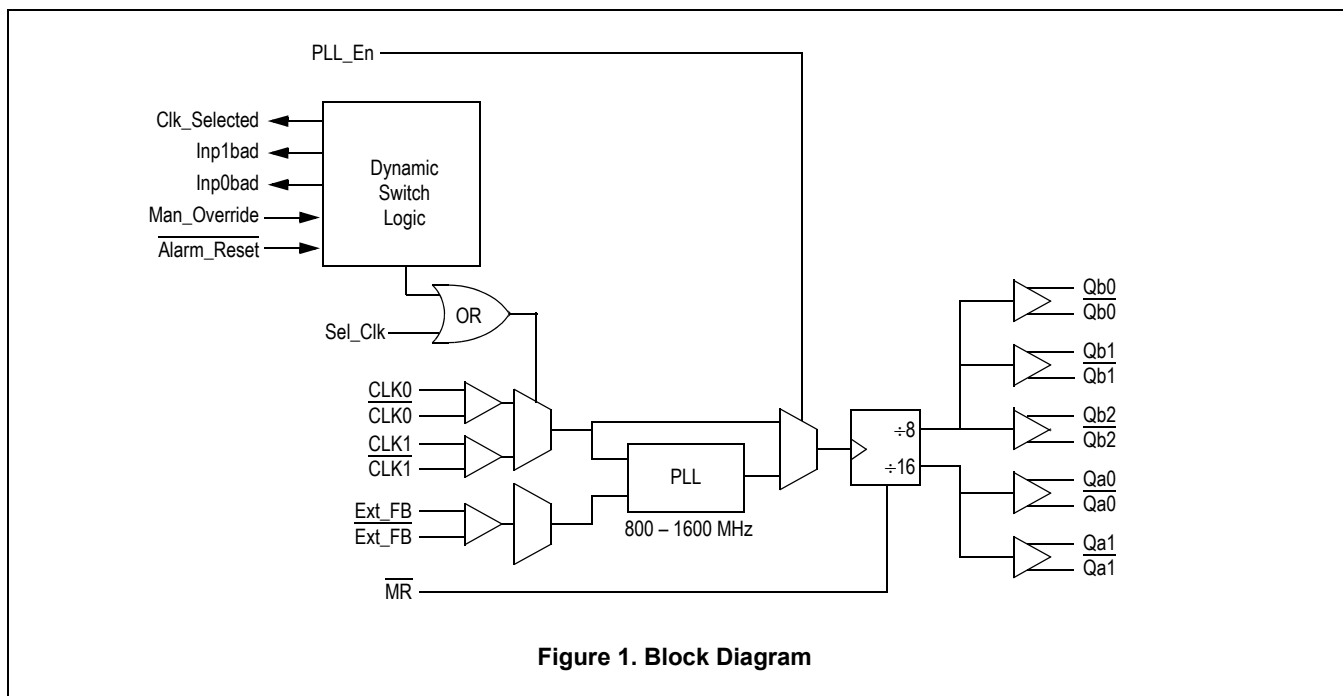 PLL_En
Clk_Selected
Inp1bad
Inp0bad
Man_Override
Alarm_Reset
Dynamic
Switch
Logic
OR
Sel_Clk
CLK0
CLK0
CLK1
CLK1
Ext_FB
Ext_FB
MR
PLL
800 – 1600 MHz
÷8
÷16
Qb0
Qb0
Qb1
Qb1
Qb2
Qb2
Qa0
Qa0
Qa1
Qa1
Figure 1. Block Diagram